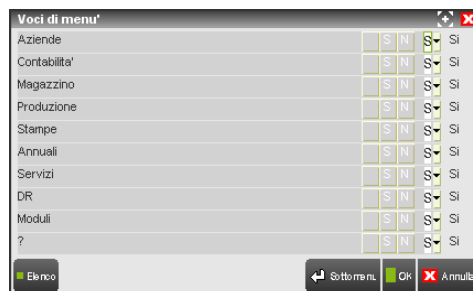 Voci di menu'
Aziende S N S Si
Contabilita' S N S Si
Magazzino S N S Si
Produzione S N S Si
Stampe S N S Si
Annuali S N S Si
Servizi S N S Si
DR S N S Si
Moduli S N S Si
? S N S Si
Elenco Sottomenu OK Annulla